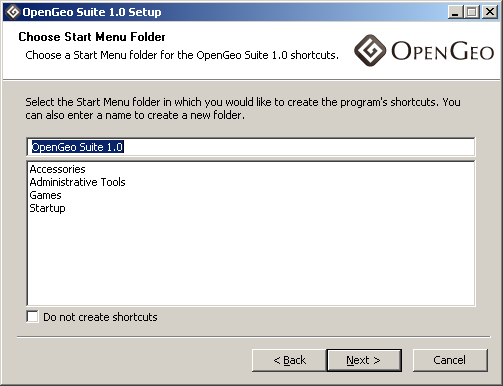 OpenGeo Suite 1.0 Setup
Choose Start Menu Folder
Choose a Start Menu folder for the OpenGeo Suite 1.0 shortcuts.
OPENGEO
Select the Start Menu folder in which you would like to create the program's shortcuts. You
can also enter a name to create a new folder.
OpenGeo Suite 1.0
Accessories
Administrative Tools
Games
Startup
Do not create shortcuts
< Back
Next >
Cancel